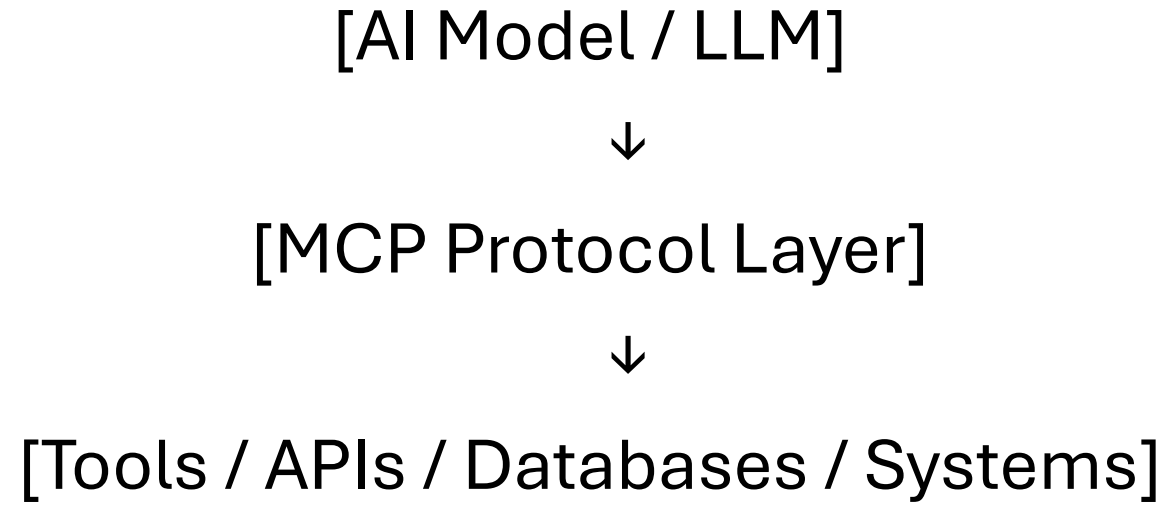 [AI Model / LLM]
↓
[MCP Protocol Layer]
↓
[Tools / APIs / Databases / Systems]